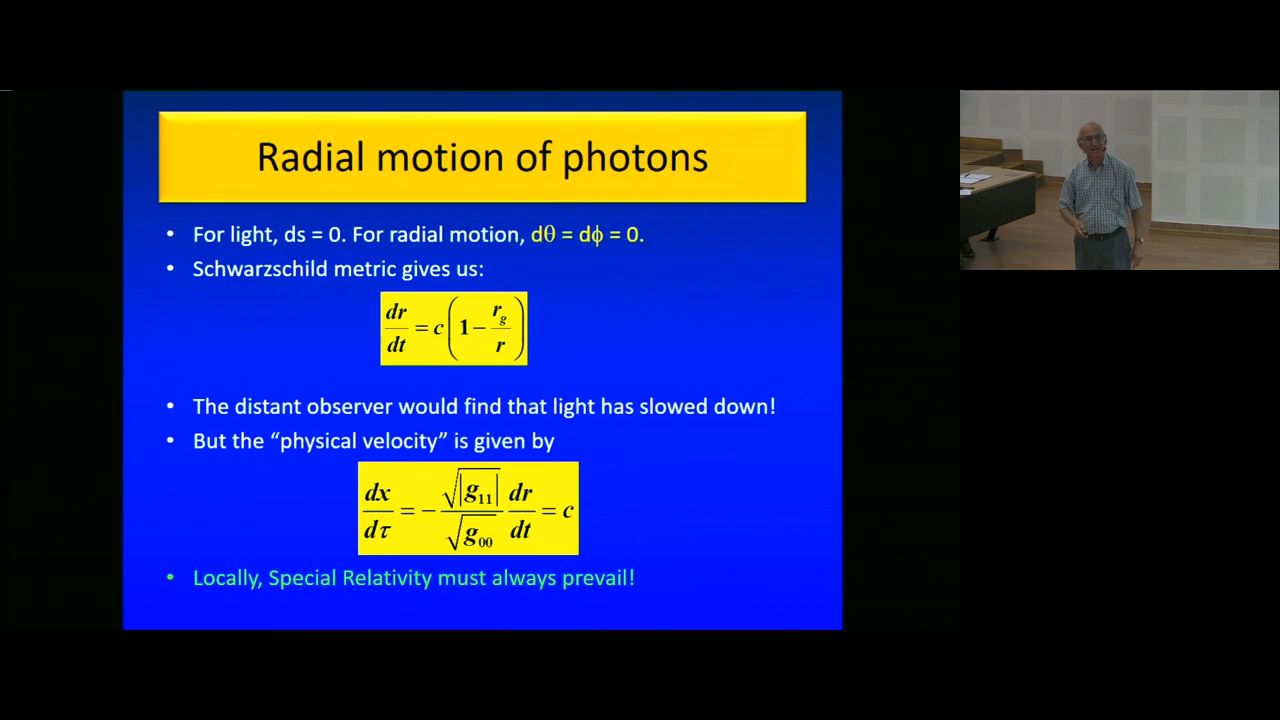 Radial motion of photons
• For light, ds = 0. For radial motion, dθ = dϕ = 0.
• Schwarzschild metric gives us:
dr/dt = c(1 − r_g/r)
• The distant observer would find that light has slowed down!
• But the “physical velocity” is given by
dx/dτ = − √|g₁₁|/√g₀₀ dr/dt = c
• Locally, Special Relativity must always prevail!